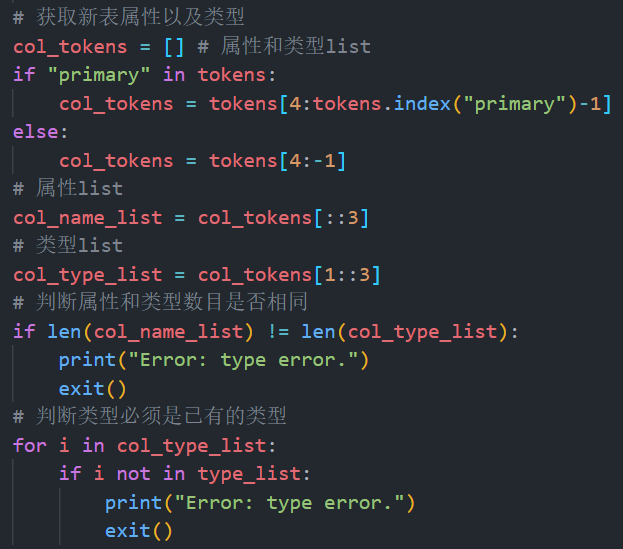 # 获取新表属性以及类型
col_tokens = [] # 属性和类型list
if "primary" in tokens:
    col_tokens = tokens[4:tokens.index("primary")-1]
else:
    col_tokens = tokens[4:-1]
# 属性list
col_name_list = col_tokens[::3]
# 类型list
col_type_list = col_tokens[1::3]
# 判断属性和类型数目是否相同
if len(col_name_list) != len(col_type_list):
    print("Error: type error.")
    exit()
# 判断类型必须是已有的类型
for i in col_type_list:
    if i not in type_list:
        print("Error: type error.")
        exit()